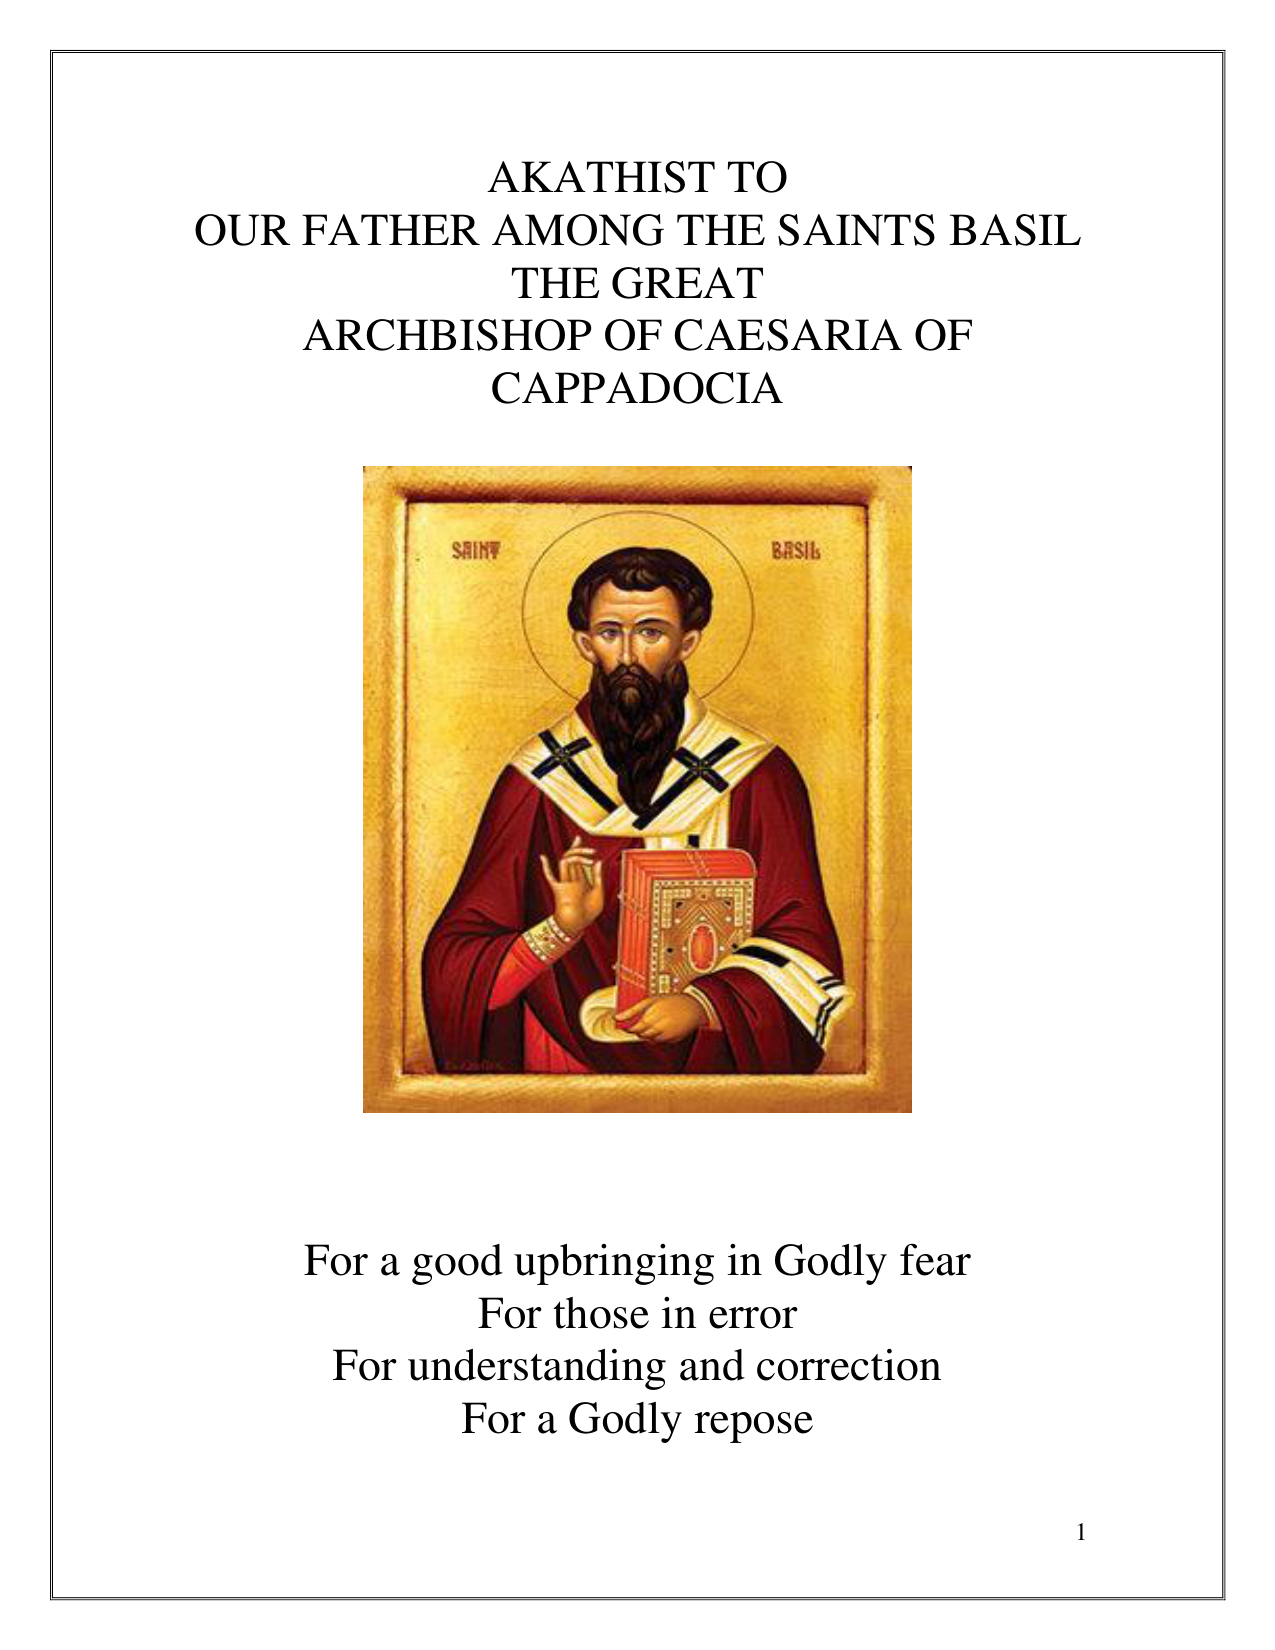 AKATHIST TO
OUR FATHER AMONG THE SAINTS BASIL
THE GREAT
ARCHBISHOP OF CAESARIA OF
CAPPADOCIA
SAINT BASIL
For a good upbringing in Godly fear
For those in error
For understanding and correction
For a Godly repose
1